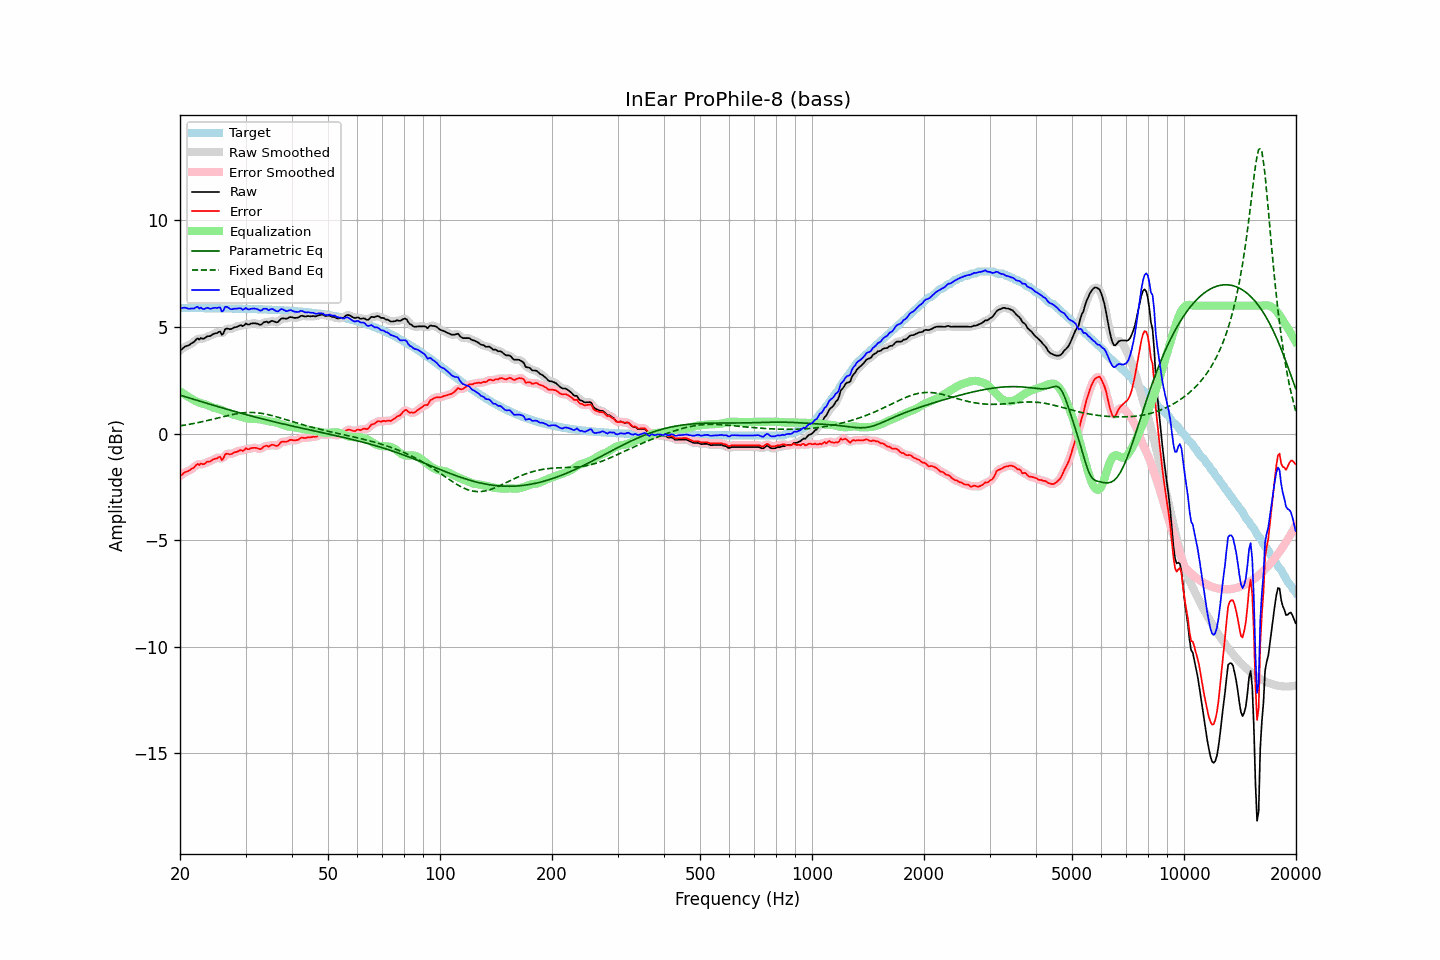 InEar ProPhile-8 (bass)
Target
Raw Smoothed
Error Smoothed
Raw
Error
Equalization
Parametric Eq
Fixed Band Eq
Equalized
10
5
0
−5
−10
−15
Amplitude (dBr)
20 50 100 200 500 1000 2000 5000 10000 20000
Frequency (Hz)